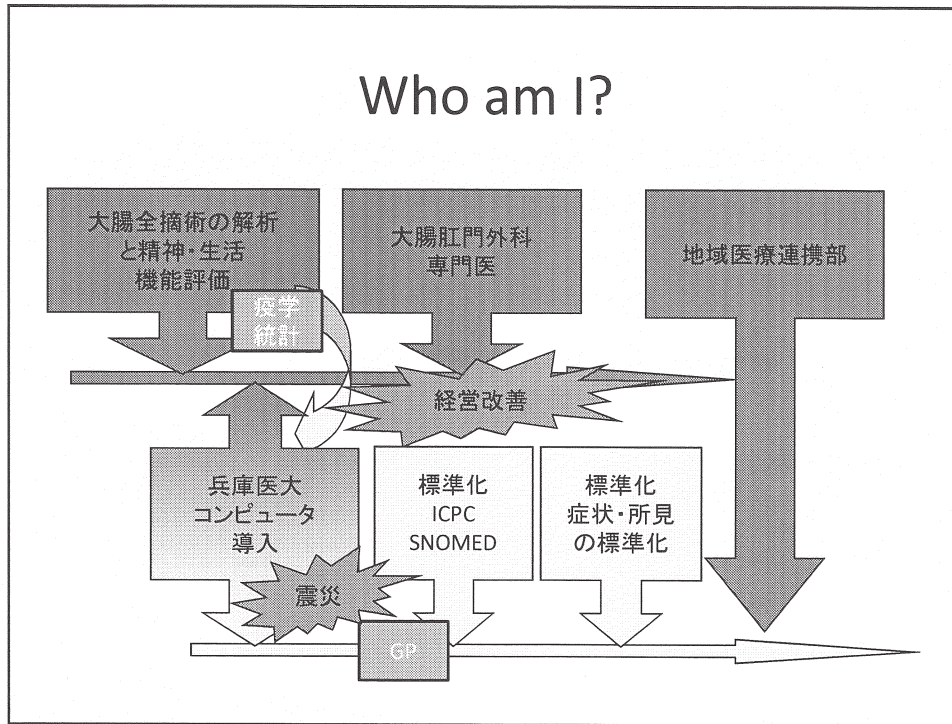 Who am I?
大腸全摘術の解析
と精神・生活
機能評価
疫学
統計
大腸肛門外科
専門医
地域医療連携部
経営改善
兵庫医大
コンピュータ
導入
標準化
ICPC
SNOMED
標準化
症状・所見
の標準化
震災
GP